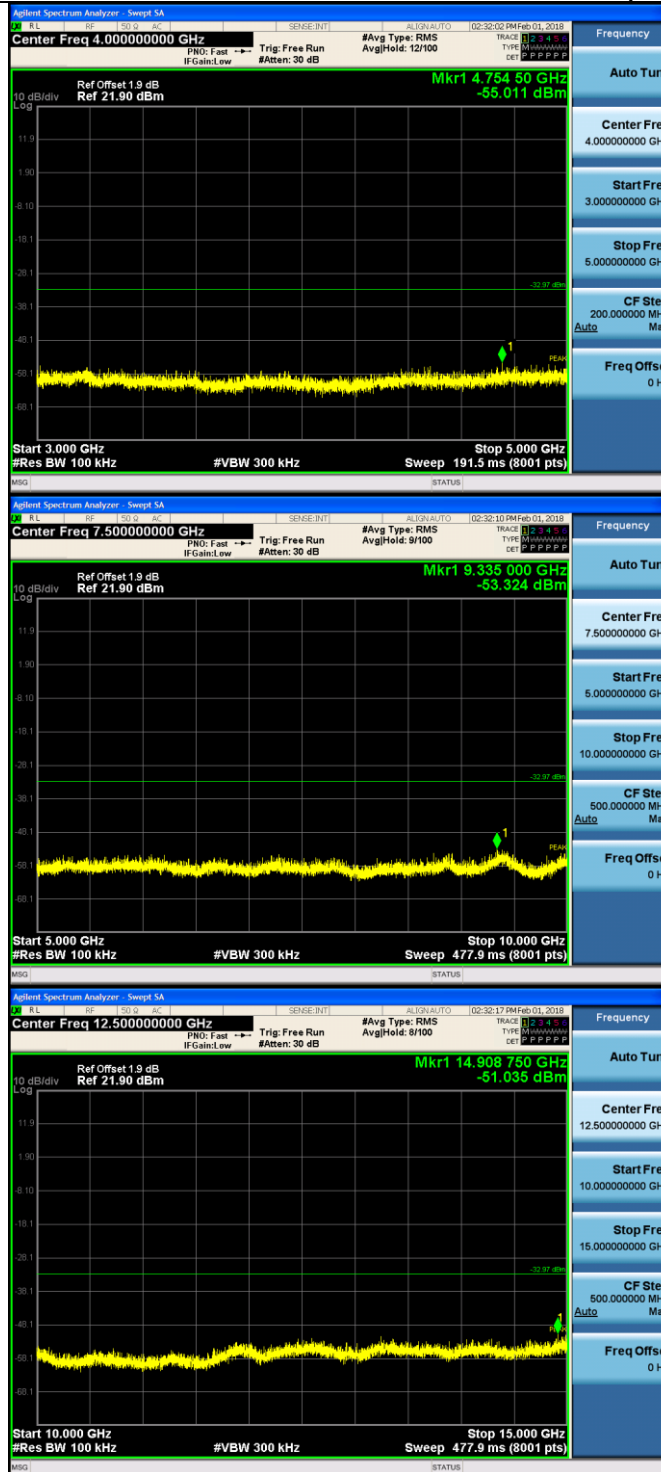 Agilent Spectrum Analyzer - Swept SA
RL RF 50 Ω AC SENSE:INT ALIGN AUTO 02:32:02 PM Feb 01, 2018
Center Freq 4.000000000 GHz #Avg Type: RMS TRACE 1 2 3 4 5 6
PNO: Fast Trig: Free Run Avg|Hold: 12/100 TYPE M
IFGain:Low #Atten: 30 dB DET P P P P P P
Frequency
Mkr1 4.754 50 GHz
Ref Offset 1.9 dB
10 dB/div Ref 21.90 dBm -55.011 dBm
Log
11.9
1.90
-8.10
-18.1
-28.1
-32.97 dBm
-38.1
-48.1
1
PEAK
-58.1
-68.1
Start 3.000 GHz Stop 5.000 GHz
#Res BW 100 kHz #VBW 300 kHz Sweep 191.5 ms (8001 pts)
MSG STATUS
Auto Tun
Center Fre
4.000000000 GH
Start Fre
3.000000000 GH
Stop Fre
5.000000000 GH
CF Ste
200.000000 MH
Auto Ma
Freq Offse
0 H
Agilent Spectrum Analyzer - Swept SA
RL RF 50 Ω AC SENSE:INT ALIGN AUTO 02:32:10 PM Feb 01, 2018
Center Freq 7.500000000 GHz #Avg Type: RMS TRACE 1 2 3 4 5 6
PNO: Fast Trig: Free Run Avg|Hold: 9/100 TYPE M
IFGain:Low #Atten: 30 dB DET P P P P P P
Frequency
Mkr1 9.335 000 GHz
Ref Offset 1.9 dB
10 dB/div Ref 21.90 dBm -53.324 dBm
Log
11.9
1.90
-8.10
-18.1
-28.1
-32.97 dBm
-38.1
-48.1
1
PEAK
-58.1
-68.1
Start 5.000 GHz Stop 10.000 GHz
#Res BW 100 kHz #VBW 300 kHz Sweep 477.9 ms (8001 pts)
MSG STATUS
Auto Tun
Center Fre
7.500000000 GH
Start Fre
5.000000000 GH
Stop Fre
10.000000000 GH
CF Ste
500.000000 MH
Auto Ma
Freq Offse
0 H
Agilent Spectrum Analyzer - Swept SA
RL RF 50 Ω AC SENSE:INT ALIGN AUTO 02:32:17 PM Feb 01, 2018
Center Freq 12.500000000 GHz #Avg Type: RMS TRACE 1 2 3 4 5 6
PNO: Fast Trig: Free Run Avg|Hold: 8/100 TYPE M
IFGain:Low #Atten: 30 dB DET P P P P P P
Frequency
Mkr1 14.908 750 GHz
Ref Offset 1.9 dB
10 dB/div Ref 21.90 dBm -51.035 dBm
Log
11.9
1.90
-8.10
-18.1
-28.1
-32.97 dBm
-38.1
-48.1
1
-58.1
-68.1
Start 10.000 GHz Stop 15.000 GHz
#Res BW 100 kHz #VBW 300 kHz Sweep 477.9 ms (8001 pts)
MSG STATUS
Auto Tun
Center Fre
12.500000000 GH
Start Fre
10.000000000 GH
Stop Fre
15.000000000 GH
CF Ste
500.000000 MH
Auto Ma
Freq Offse
0 H